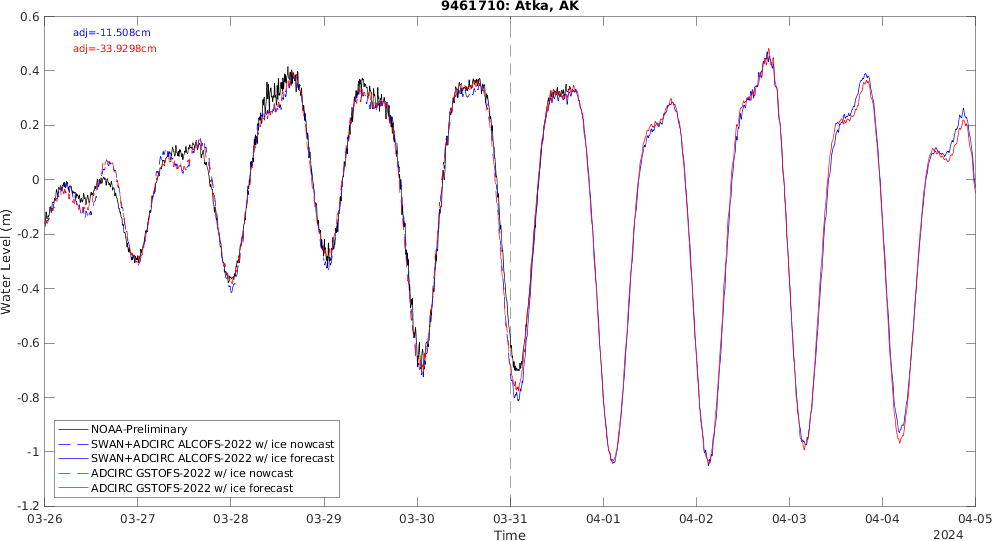 9461710: Atka, AK
adj=-11.508cm
adj=-33.9298cm
0.6
0.4
0.2
0
-0.2
-0.4
-0.6
-0.8
-1
-1.2
Water Level (m)
NOAA-Preliminary
SWAN+ADCIRC ALCOFS-2022 w/ ice nowcast
SWAN+ADCIRC ALCOFS-2022 w/ ice forecast
ADCIRC GSTOFS-2022 w/ ice nowcast
ADCIRC GSTOFS-2022 w/ ice forecast
03-26 03-27 03-28 03-29 03-30 03-31 04-01 04-02 04-03 04-04 04-05
Time
2024